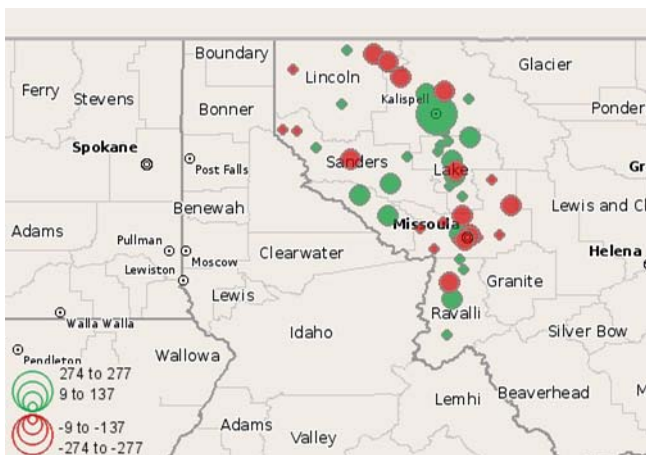 Boundary
Glacier
Lincoln
Ferry
Stevens
Bonner
Kalispell
Ponder
Spokane
Post Falls
Sanders
Lake
Gr
Benewah
Lewis and Cl
Adams
Missoula
Pullman
Moscow
Clearwater
Helena
Lewiston
Lewis
Granite
Walla Walla
Idaho
Ravalli
Silver Bow
Pendleton
Wallowa
274 to 277
9 to 137
Lemhi
Beaverhead
M
-9 to -137
-274 to -277
Adams
Valley